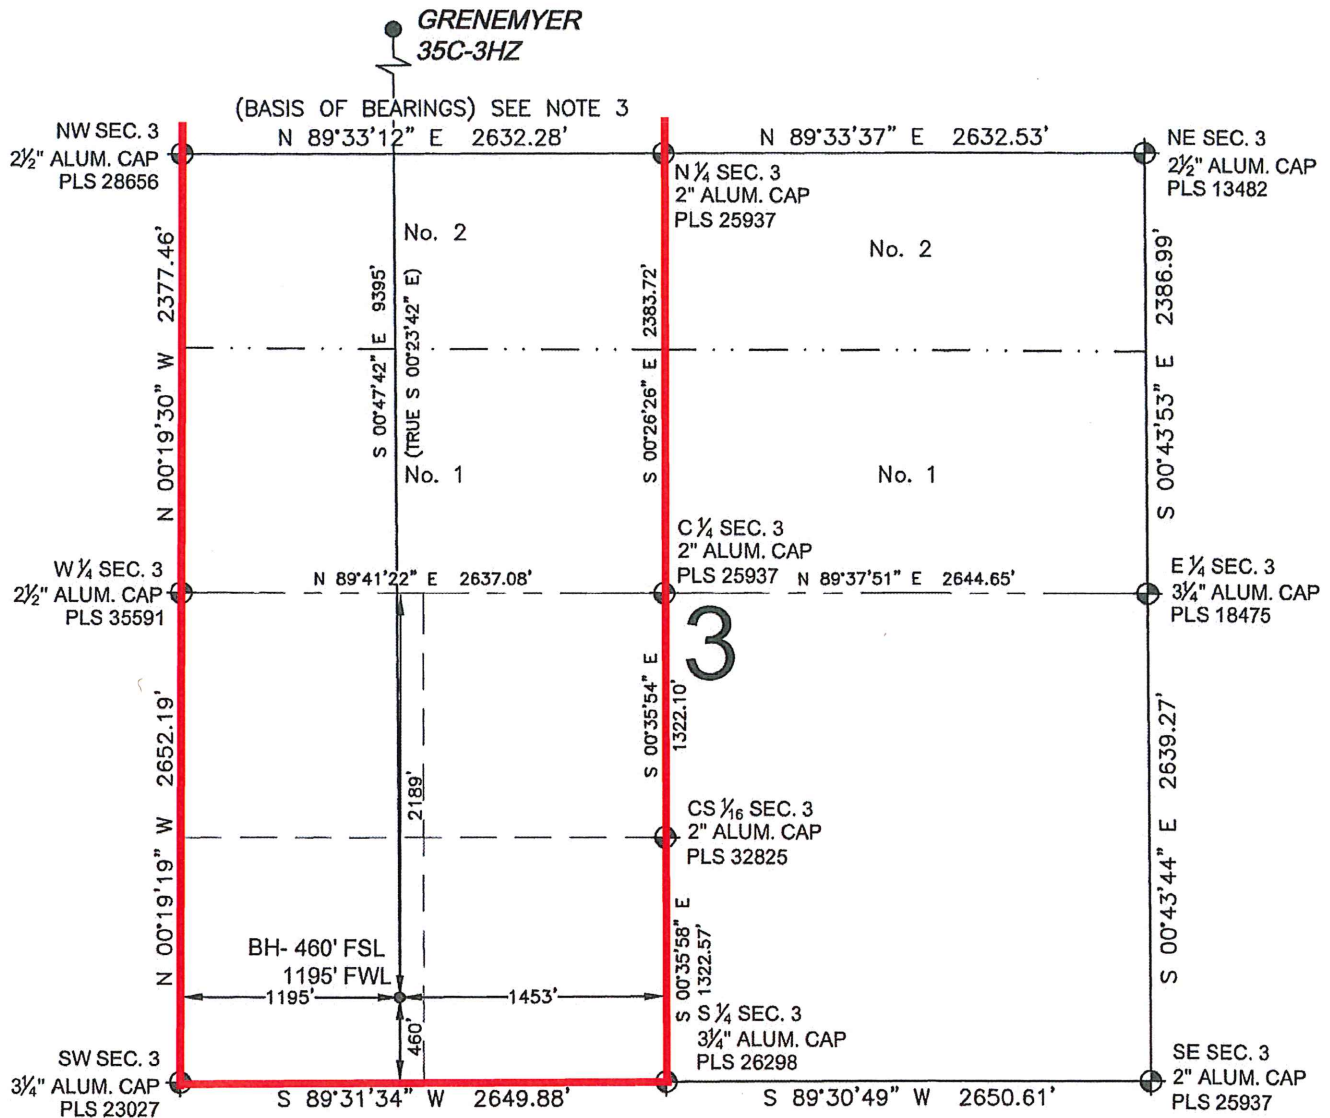 GRENEMYER
35C-3HZ
(BASIS OF BEARINGS) SEE NOTE 3
NW SEC. 3
2½" ALUM. CAP
PLS 28656
N 89°33'12" E 2632.28'
N 89°33'37" E 2632.53'
NE SEC. 3
2½" ALUM. CAP
PLS 13482
N ¼ SEC. 3
2" ALUM. CAP
PLS 25937
No. 2
No. 2
N 00°19'30" W 2377.46'
S 00°47'42" E 9395'
(TRUE S 00°23'42" E)
S 00°26'26" E 2383.72'
S 00°43'53" E 2386.99'
No. 1
No. 1
W ¼ SEC. 3
2½" ALUM. CAP
PLS 35591
N 89°41'22" E 2637.08'
C ¼ SEC. 3
2" ALUM. CAP
PLS 25937
N 89°37'51" E 2644.65'
E ¼ SEC. 3
3¼" ALUM. CAP
PLS 18475
3
N 00°19'19" W 2652.19'
2189'
S 00°35'54" E
1322.10'
S 00°43'44" E 2639.27'
CS 1⁄16 SEC. 3
2" ALUM. CAP
PLS 32825
BH- 460' FSL
1195' FWL
1195'
1453'
460'
S 00°35'58" E
1322.57'
S ¼ SEC. 3
3¼" ALUM. CAP
PLS 26298
SW SEC. 3
3¼" ALUM. CAP
PLS 23027
S 89°31'34" W 2649.88'
S 89°30'49" W 2650.61'
SE SEC. 3
2" ALUM. CAP
PLS 25937